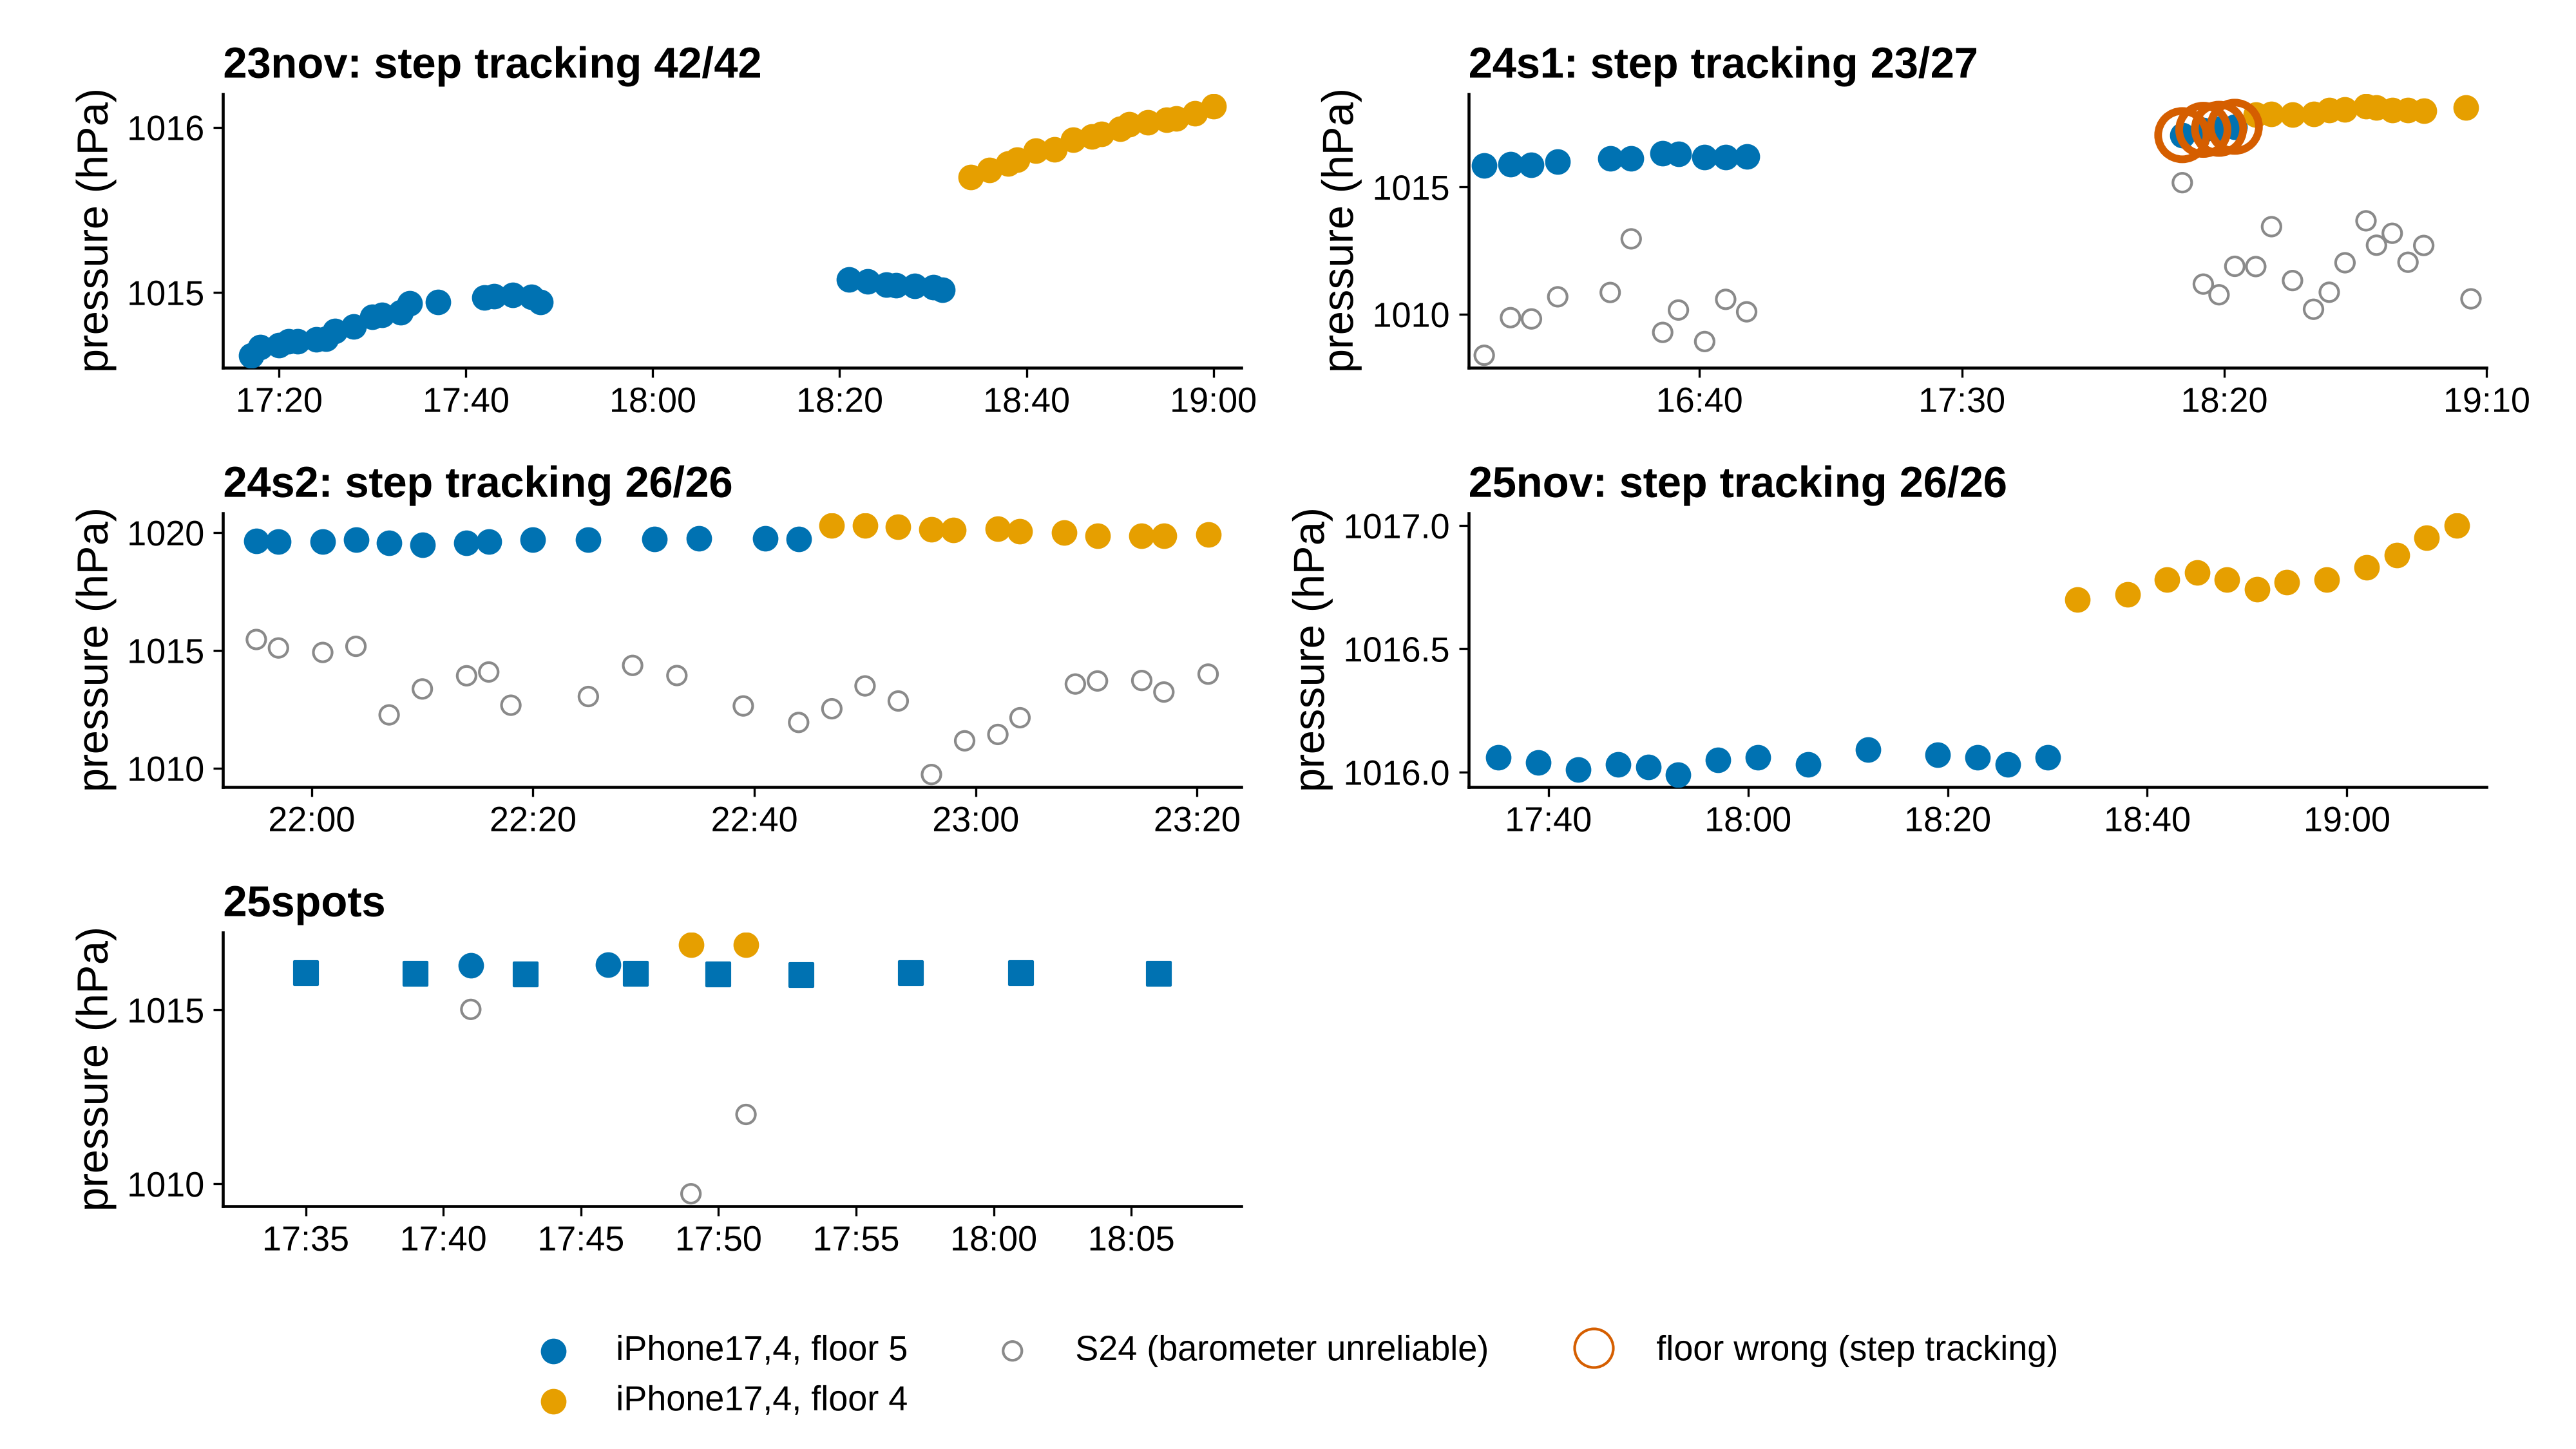 23nov: step tracking 42/42
pressure (hPa)
1016
1015
17:20 17:40 18:00 18:20 18:40 19:00
24s1: step tracking 23/27
pressure (hPa)
1015
1010
16:40 17:30 18:20 19:10
24s2: step tracking 26/26
pressure (hPa)
1020
1015
1010
22:00 22:20 22:40 23:00 23:20
25nov: step tracking 26/26
pressure (hPa)
1017.0
1016.5
1016.0
17:40 18:00 18:20 18:40 19:00
25spots
pressure (hPa)
1015
1010
17:35 17:40 17:45 17:50 17:55 18:00 18:05
iPhone17,4, floor 5
iPhone17,4, floor 4
S24 (barometer unreliable)
floor wrong (step tracking)